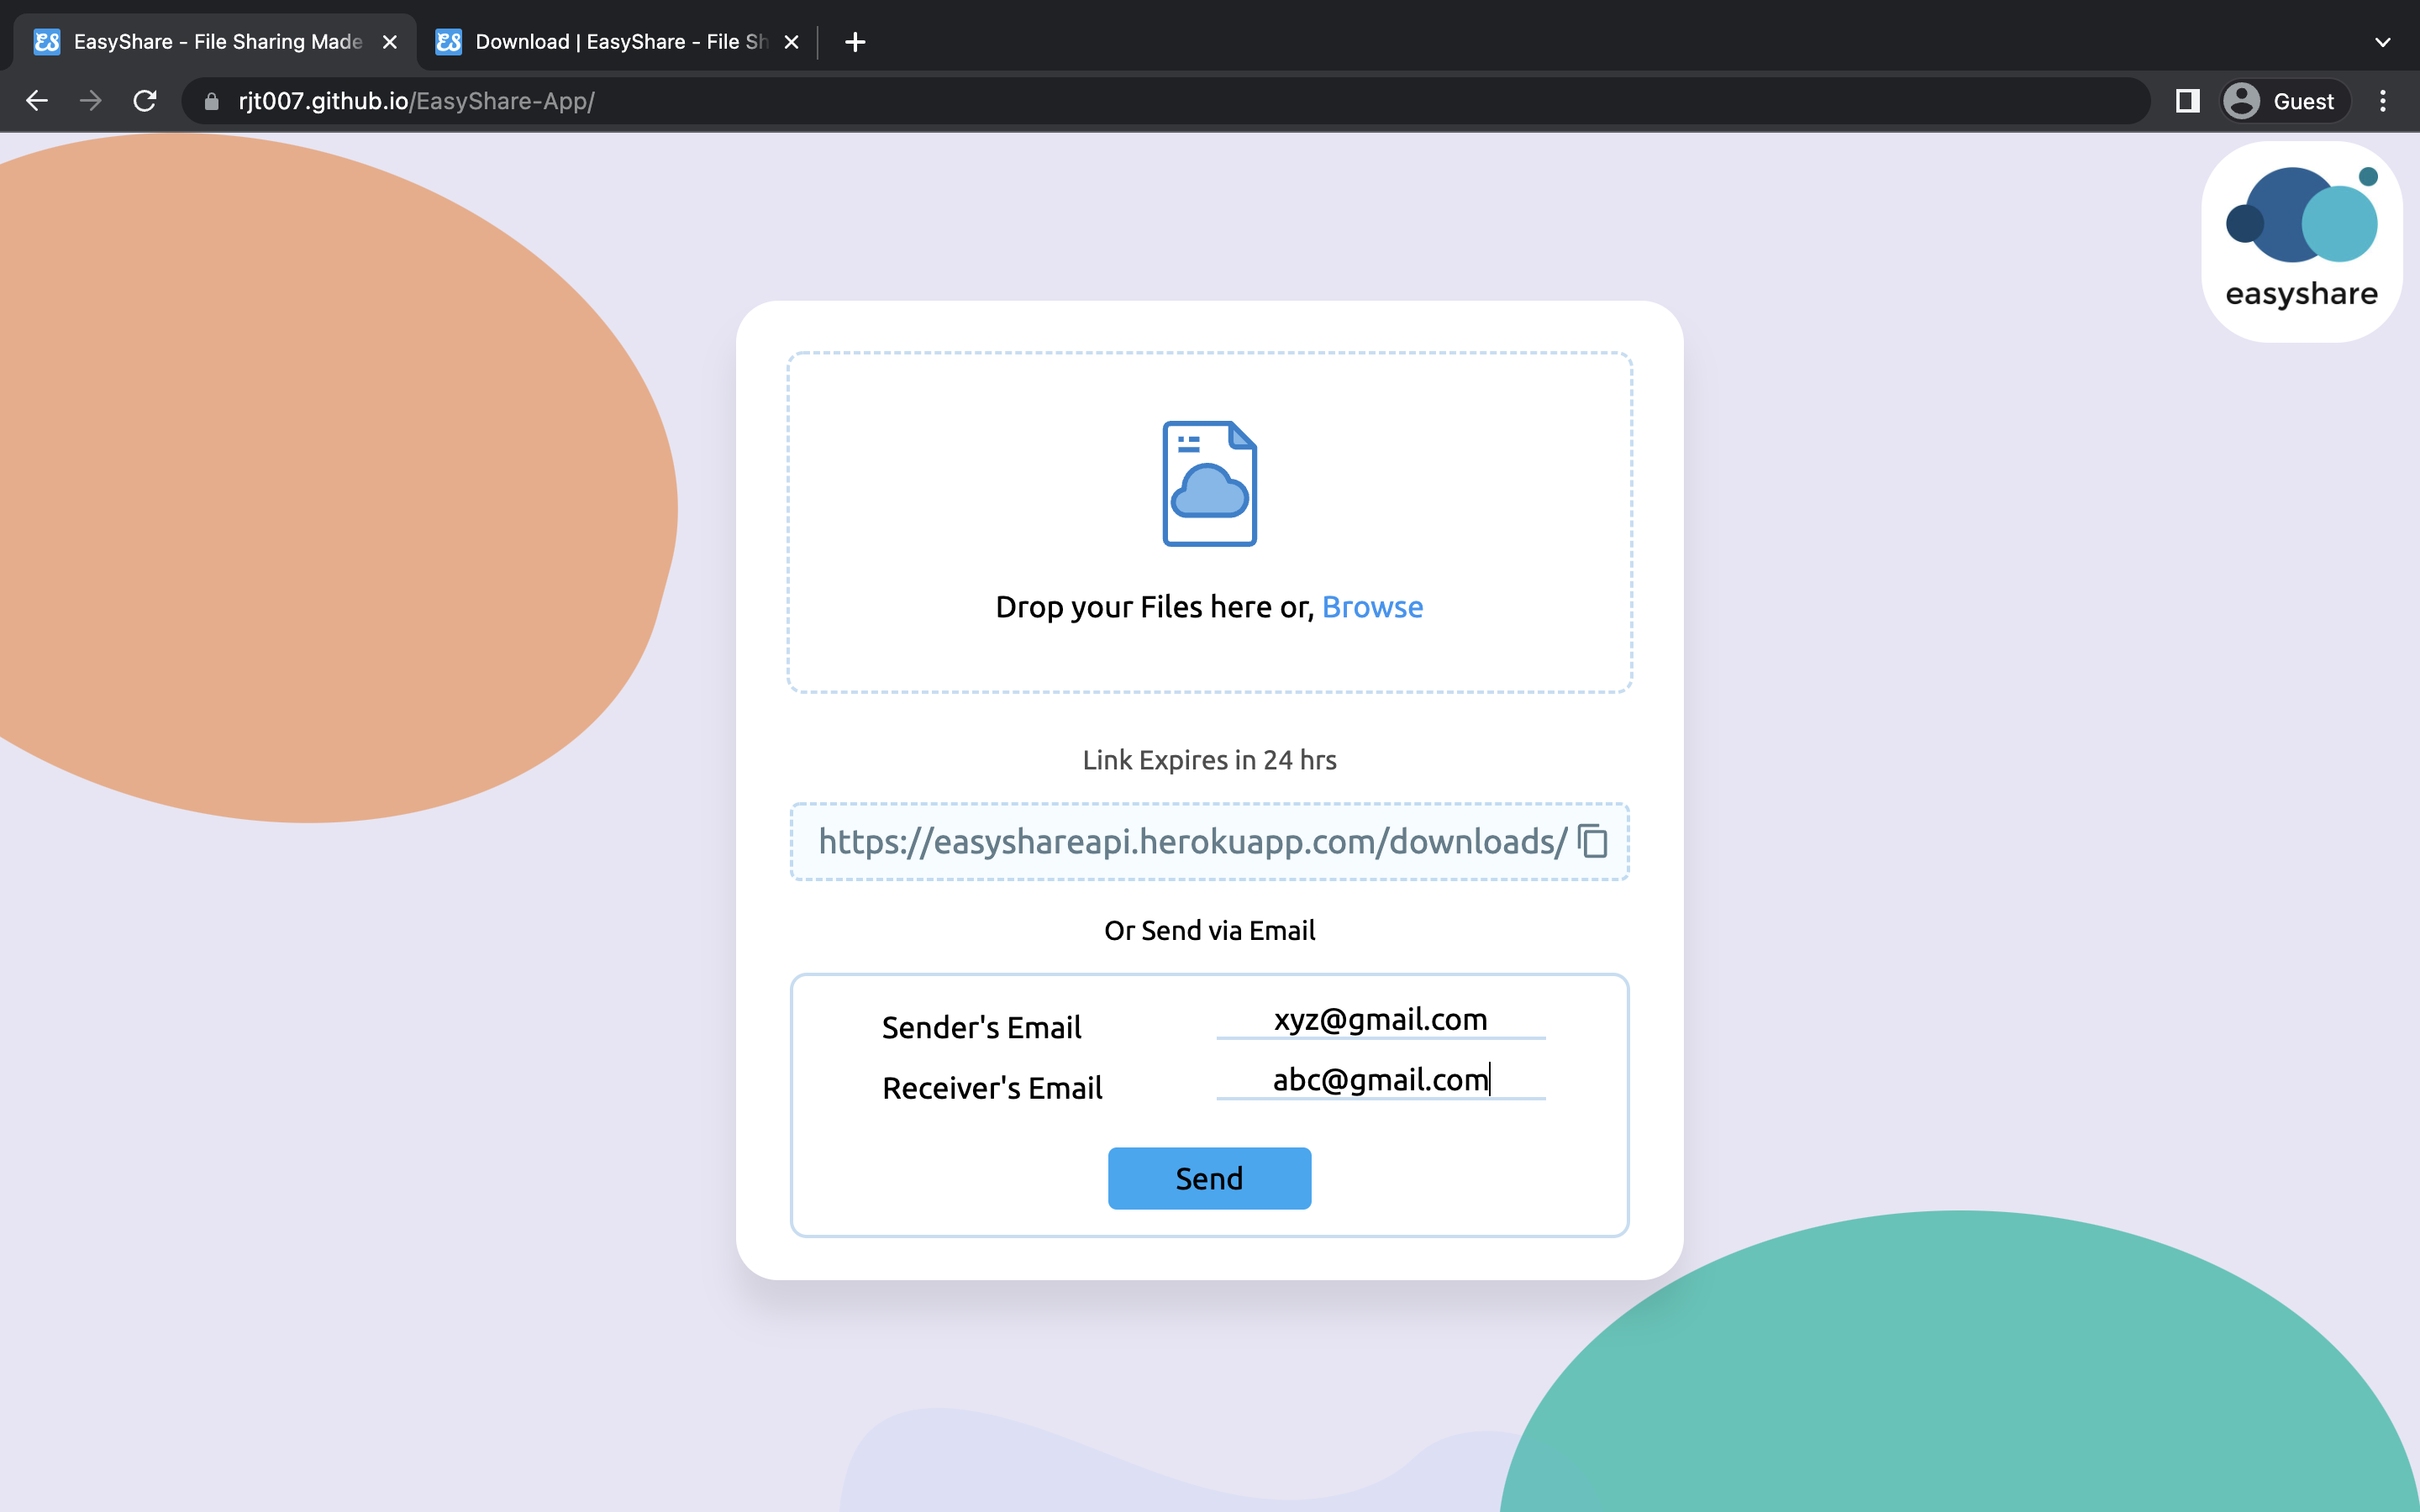 EasyShare - File Sharing Made
Download | EasyShare - File Sh
rjt007.github.io/EasyShare-App/
Guest
easyshare
Drop your Files here or, Browse
Link Expires in 24 hrs
https://easyshareapi.herokuapp.com/downloads/
Or Send via Email
Sender's Email
xyz@gmail.com
Receiver's Email
abc@gmail.com
Send